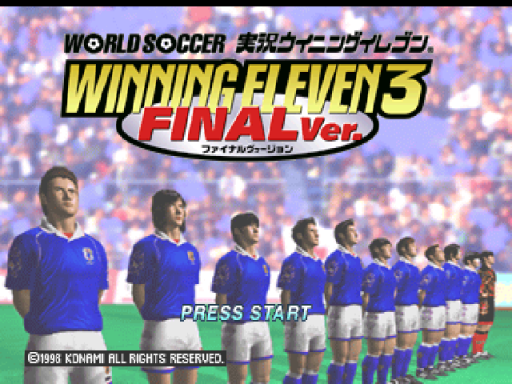 WORLD SOCCER 実況ウイニングイレブン®
WINNING ELEVEN 3
FINAL Ver.
ファイナルヴァージョン
PRESS START
©1998 KONAMI ALL RIGHTS RESERVED.